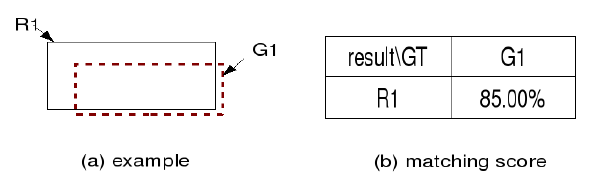 R1
G1
result\GT G1
R1 85.00%
(a) example
(b) matching score